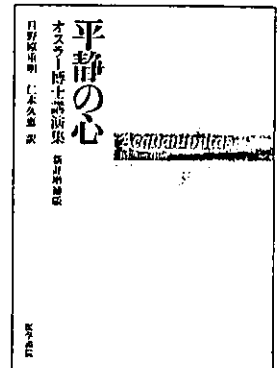 平静の心
オスラー博士講演集 新訂増補版
日野原重明 仁木久恵 訳
Aequanimitas
医学書院